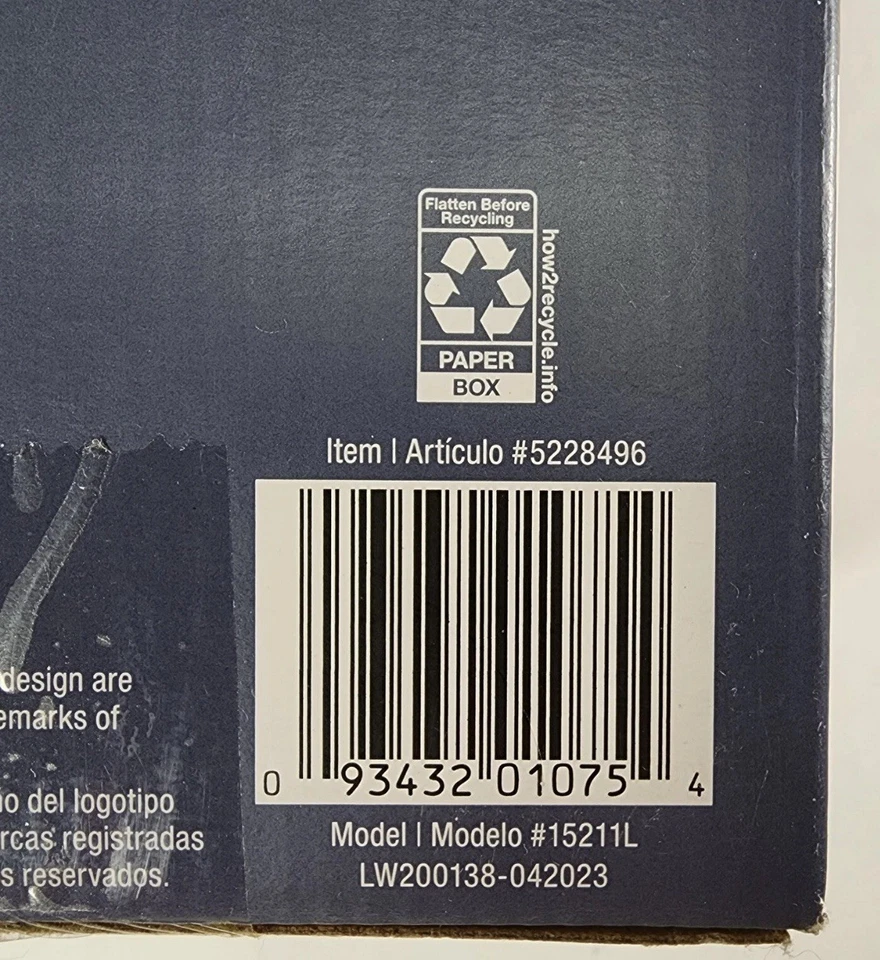 Flatten Before
Recycling
how2recycle.info
PAPER
BOX
Item | Artículo #5228496
0 93432 01075 4
Model | Modelo #15211L
LW200138-042023
design are
emarks of
o del logotipo
rcas registradas
s reservados.